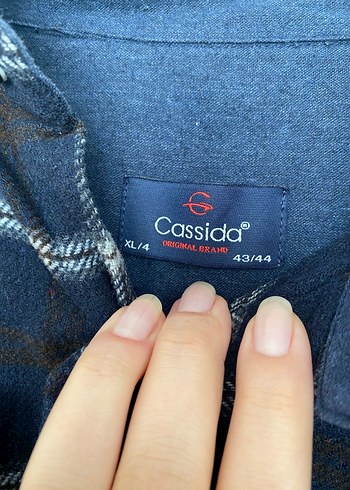 Cassida®
ORIGINAL BRAND
XL/4
43/44